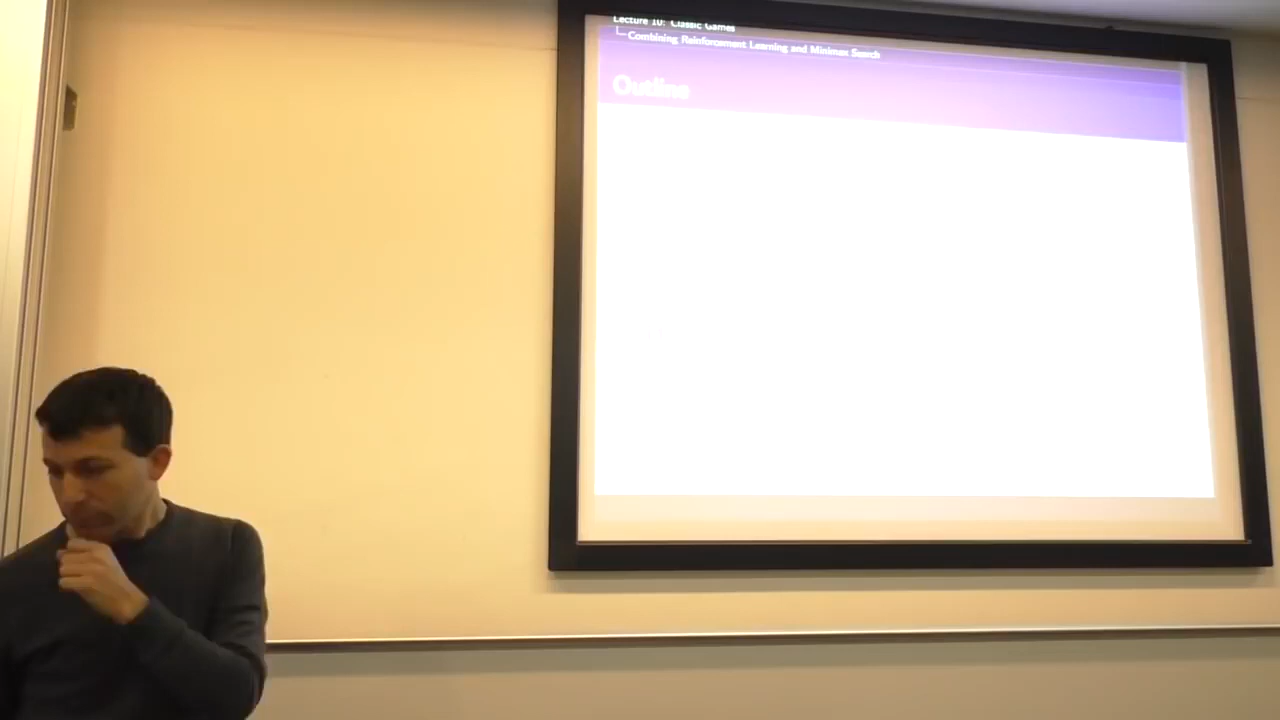 Lecture 10: Classic Games
Combining Reinforcement Learning and Minimax Search
Outline